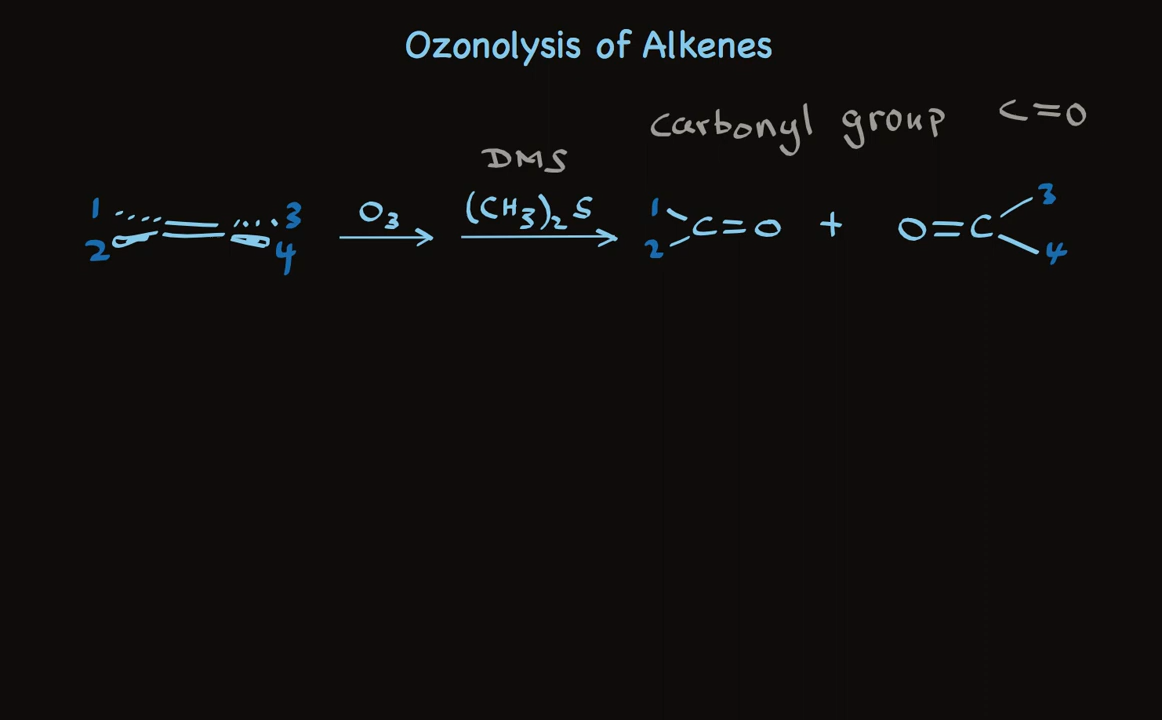 Ozonolysis of Alkenes
Carbonyl group C=O
DMS
1 2 3 4 O₃ (CH₃)₂S 1 2 C=O + O=C 3 4